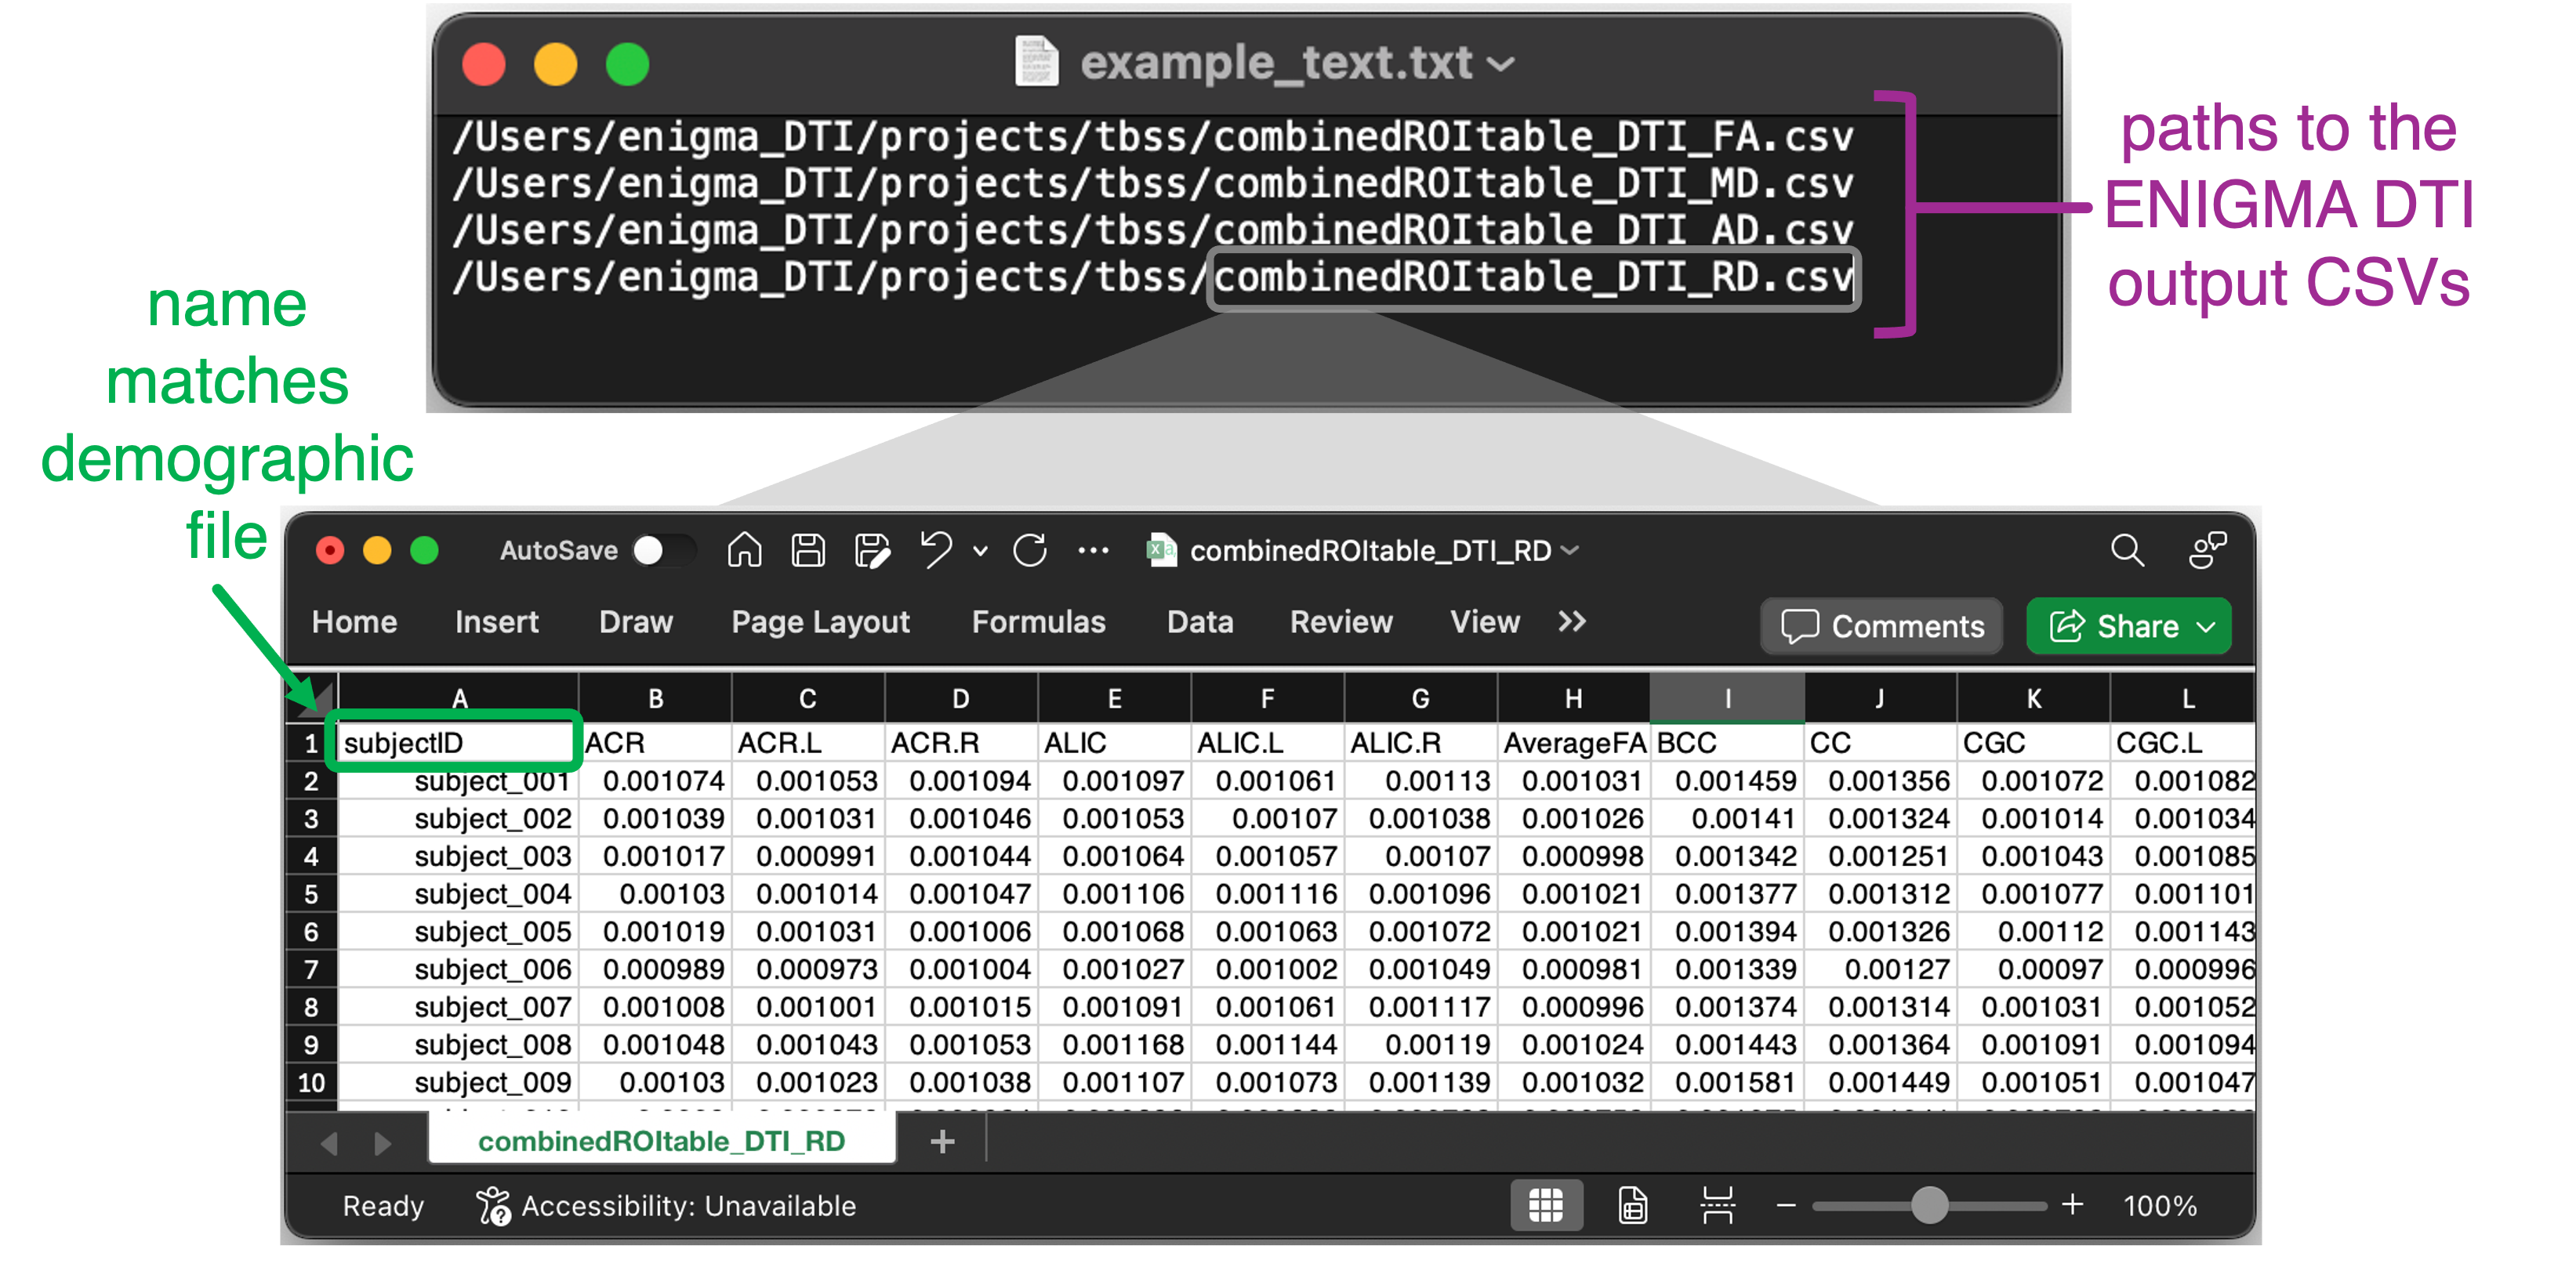 example_text.txt
/Users/enigma_DTI/projects/tbss/combinedROItable_DTI_FA.csv
/Users/enigma_DTI/projects/tbss/combinedROItable_DTI_MD.csv
/Users/enigma_DTI/projects/tbss/combinedROItable_DTI_AD.csv
/Users/enigma_DTI/projects/tbss/combinedROItable_DTI_RD.csv
paths to the
ENIGMA DTI
output CSVs
name
matches
demographic
file
AutoSave combinedROItable_DTI_RD
Home Insert Draw Page Layout Formulas Data Review View Comments Share
A B C D E F G H I J K L
1 subjectID ACR ACR.L ACR.R ALIC ALIC.L ALIC.R AverageFA BCC CC CGC CGC.L
2 subject_001 0.001074 0.001053 0.001094 0.001097 0.001061 0.00113 0.001031 0.001459 0.001356 0.001072 0.001082
3 subject_002 0.001039 0.001031 0.001046 0.001053 0.00107 0.001038 0.001026 0.00141 0.001324 0.001014 0.001034
4 subject_003 0.001017 0.000991 0.001044 0.001064 0.001057 0.00107 0.000998 0.001342 0.001251 0.001043 0.001085
5 subject_004 0.00103 0.001014 0.001047 0.001106 0.001116 0.001096 0.001021 0.001377 0.001312 0.001077 0.001101
6 subject_005 0.001019 0.001031 0.001006 0.001068 0.001063 0.001072 0.001021 0.001394 0.001326 0.00112 0.001143
7 subject_006 0.000989 0.000973 0.001004 0.001027 0.001002 0.001049 0.000981 0.001339 0.00127 0.00097 0.000996
8 subject_007 0.001008 0.001001 0.001015 0.001091 0.001061 0.001117 0.000996 0.001374 0.001314 0.001031 0.001052
9 subject_008 0.001048 0.001043 0.001053 0.001168 0.001144 0.00119 0.001024 0.001443 0.001364 0.001091 0.001094
10 subject_009 0.00103 0.001023 0.001038 0.001107 0.001073 0.001139 0.001032 0.001581 0.001449 0.001051 0.001047
combinedROItable_DTI_RD +
Ready Accessibility: Unavailable 100%